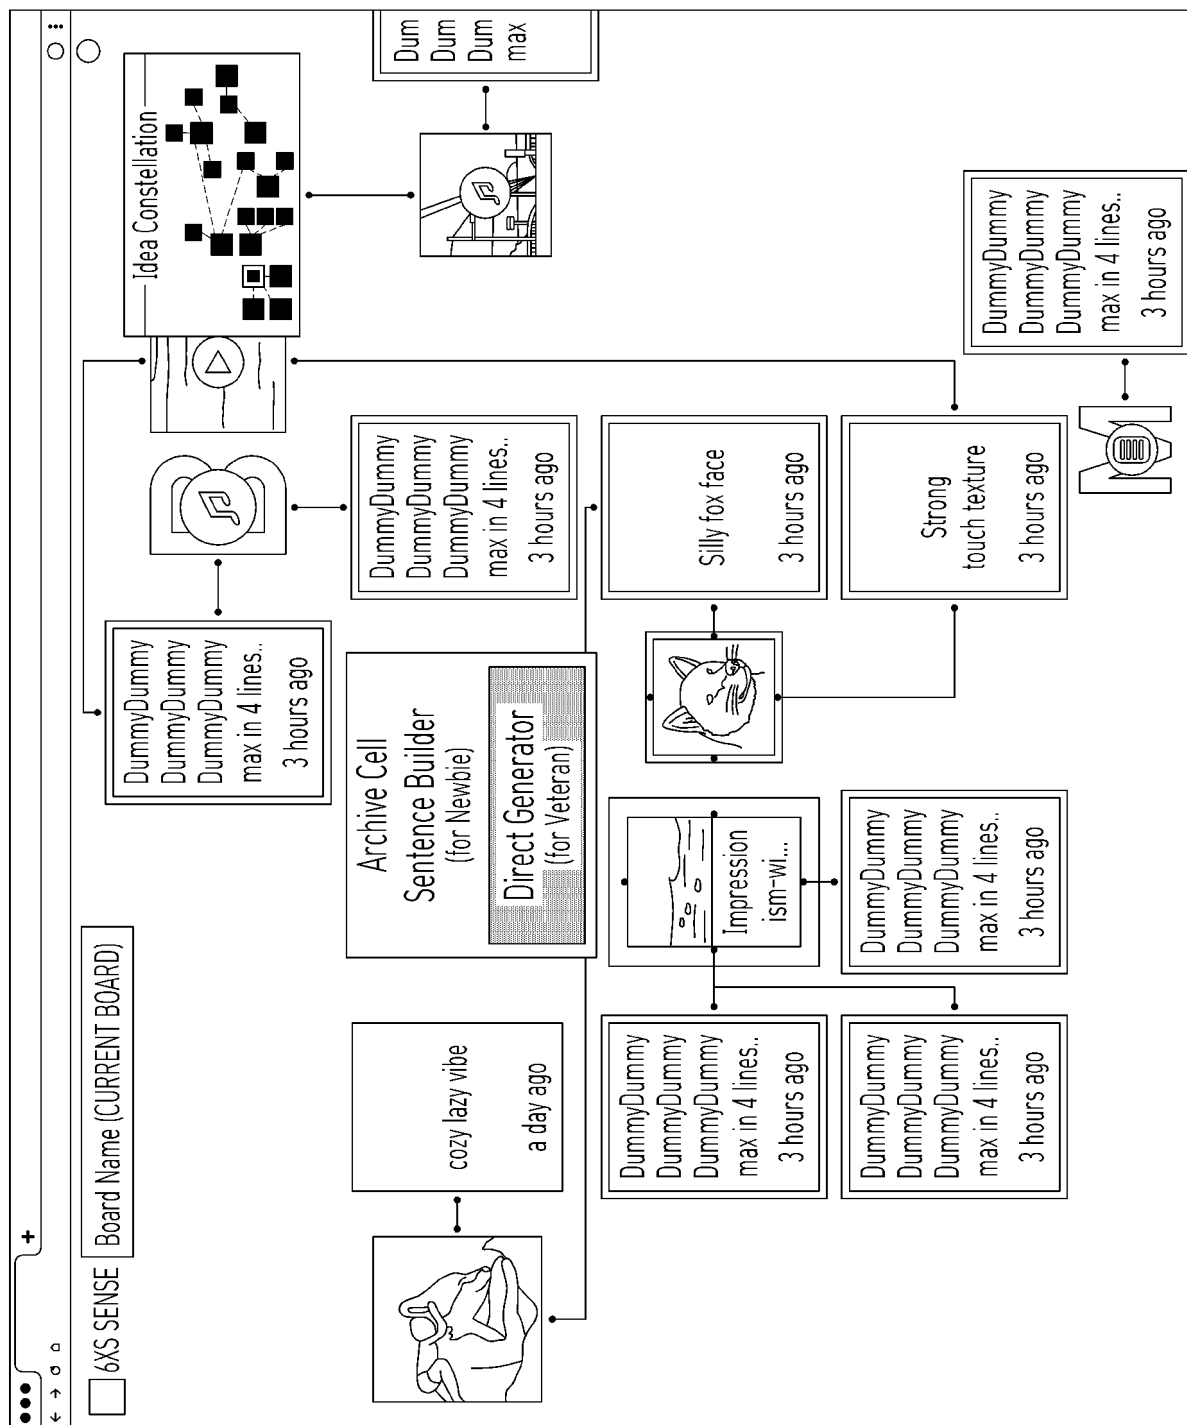 6XS SENSE
Board Name (CURRENT BOARD)
Idea Constellation
DummyDummy
DummyDummy
DummyDummy
max in 4 lines..
3 hours ago
cozy lazy vibe
a day ago
Archive Cell
Sentence Builder
(for Newbie)
Direct Generator
(for Veteran)
DummyDummy
DummyDummy
DummyDummy
max in 4 lines..
3 hours ago
Dum
Dum
Dum
max
DummyDummy
DummyDummy
DummyDummy
max in 4 lines..
3 hours ago
Impression
ism-wi...
Silly fox face
3 hours ago
DummyDummy
DummyDummy
DummyDummy
max in 4 lines..
3 hours ago
DummyDummy
DummyDummy
DummyDummy
max in 4 lines..
3 hours ago
Strong
touch texture
3 hours ago
DummyDummy
DummyDummy
DummyDummy
max in 4 lines..
3 hours ago